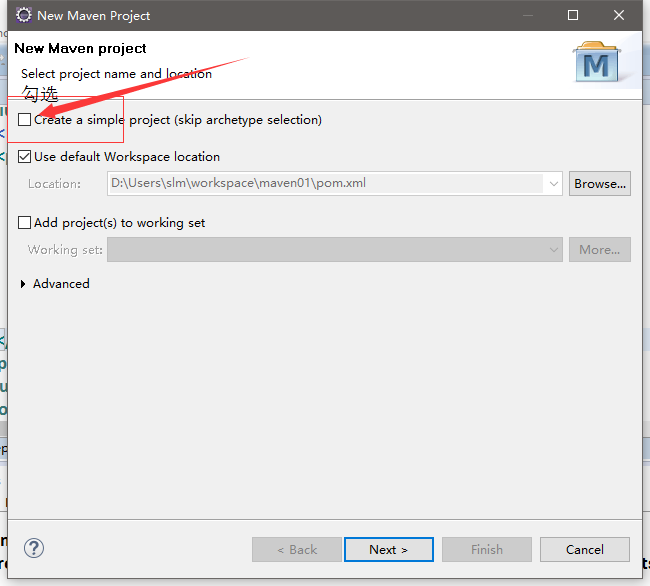 New Maven Project
New Maven project
Select project name and location
勾选
Create a simple project (skip archetype selection)
Use default Workspace location
Location: D:\Users\slm\workspace\maven01\pom.xml Browse...
Add project(s) to working set
Working set: More...
Advanced
< Back Next > Finish Cancel